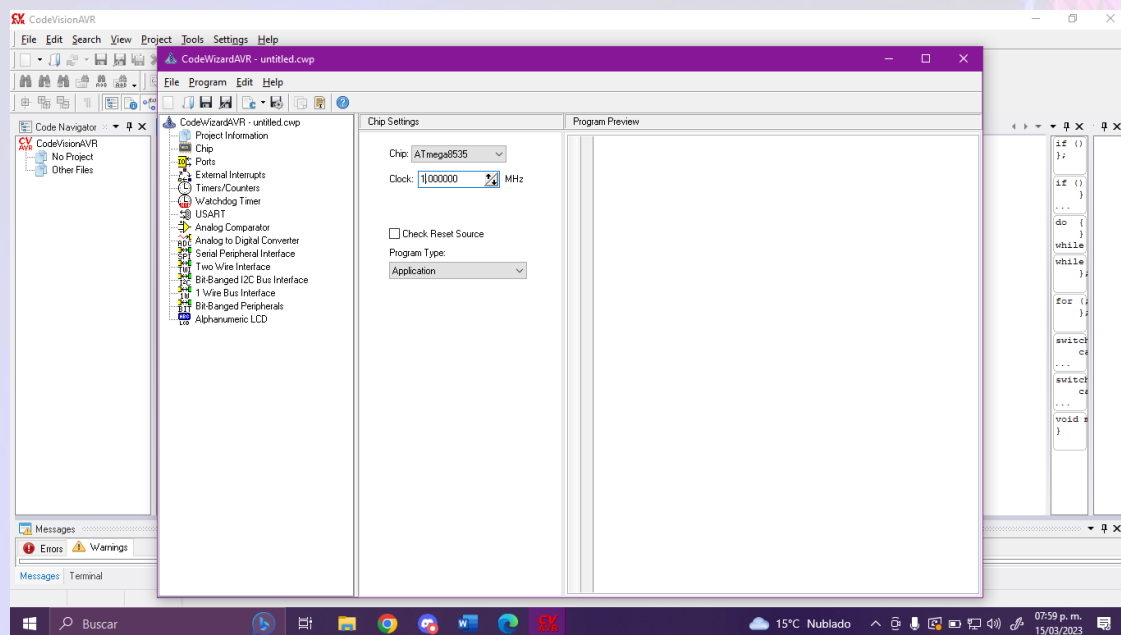 CodeVisionAVR
File Edit Search View Project Tools Settings Help
CodeWizardAVR - untitled.cwp
File Program Edit Help
Code Navigator
CodeVisionAVR
No Project
Other Files
CodeWizardAVR - untitled.cwp
Project Information
Chip
Ports
External Interrupts
Timers/Counters
Watchdog Timer
USART
Analog Comparator
Analog to Digital Converter
Serial Peripheral Interface
Two Wire Interface
Bit-Banged I2C Bus Interface
1 Wire Bus Interface
Bit-Banged Peripherals
Alphanumeric LCD
Chip Settings
Chip: ATmega8535
Clock: 1,000000 MHz
Check Reset Source
Program Type:
Application
Program Preview
if ()
};
if ()
}
...
do {
}
while
while
};
for (;
};
switch
ca
...
switch
ca
...
void m
}
Messages
Errors Warnings
Messages Terminal
Buscar
15°C Nublado
07:59 p. m.
15/03/2023